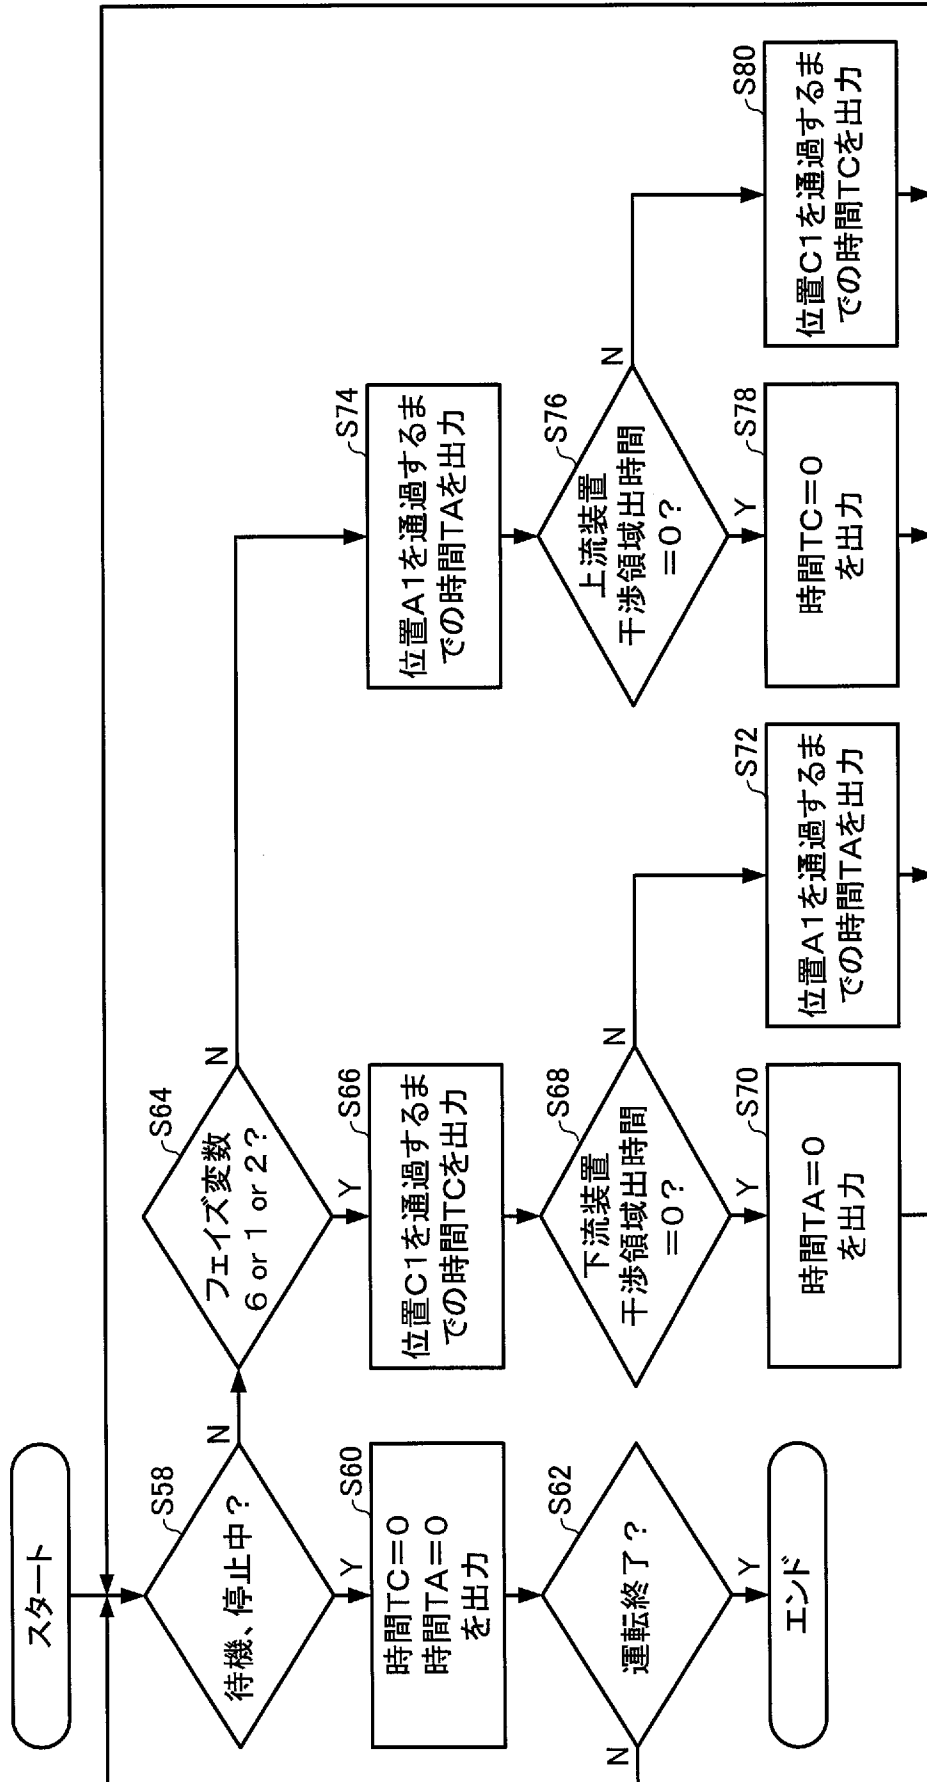 スタート
S58
待機、停止中？
N
Y
S60
時間TC=0
時間TA=0
を出力
S62
運転終了？
N
Y
エンド
S64
フェイズ変数
6 or 1 or 2？
N
Y
S66
位置C1を通過するま
での時間TCを出力
S68
下流装置
干渉領域出時間
=0？
N
Y
S70
時間TA=0
を出力
S72
位置A1を通過するま
での時間TAを出力
S74
位置A1を通過するま
での時間TAを出力
S76
上流装置
干渉領域出時間
=0？
N
Y
S78
時間TC=0
を出力
S80
位置C1を通過するま
での時間TCを出力